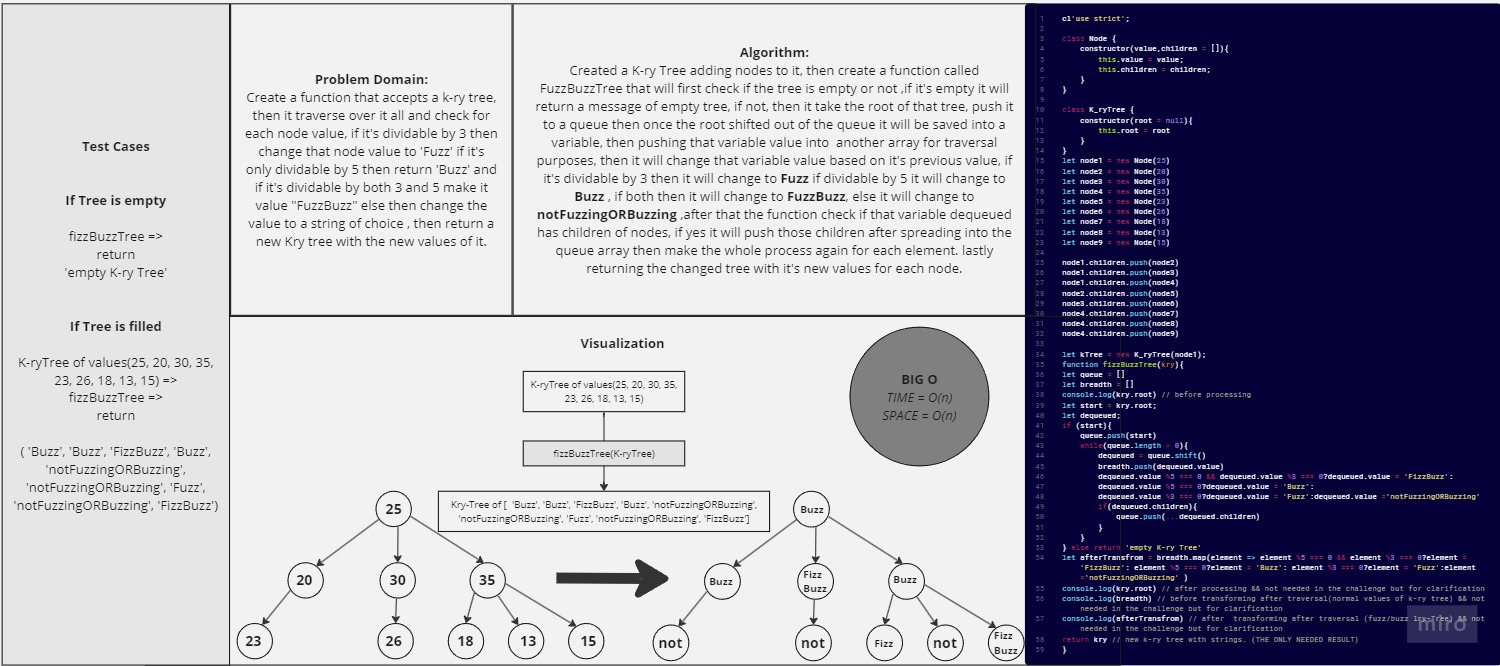 Test Cases
If Tree is empty
fizzBuzzTree =>
return
'empty K-ry Tree'
If Tree is filled
K-ryTree of values(25, 20, 30, 35,
23, 26, 18, 13, 15) =>
fizzBuzzTree =>
return
( 'Buzz', 'Buzz', 'FizzBuzz', 'Buzz',
'notFuzzingORBuzzing',
'notFuzzingORBuzzing', 'Fuzz',
'notFuzzingORBuzzing', 'FizzBuzz')
Problem Domain:
Create a function that accepts a k-ry tree,
then it traverse over it all and check for
each node value, if it's dividable by 3 then
change that node value to 'Fuzz' if it's
only dividable by 5 then return 'Buzz' and
if it's dividable by both 3 and 5 make it
value "FuzzBuzz" else then change the
value to a string of choice , then return a
new Kry tree with the new values of it.
Algorithm:
Created a K-ry Tree adding nodes to it, then create a function called
FuzzBuzzTree that will first check if the tree is empty or not ,if it's empty it will
return a message of empty tree, if not, then it take the root of that tree, push it
to a queue then once the root shifted out of the queue it will be saved into a
variable, then pushing that variable value into another array for traversal
purposes, then it will change that variable value based on it's previous value, if
it's dividable by 3 then it will change to Fuzz if dividable by 5 it will change to
Buzz , if both then it will change to FuzzBuzz, else it will change to
notFuzzingORBuzzing ,after that the function check if that variable dequeued
has children of nodes, if yes it will push those children after spreading into the
queue array then make the whole process again for each element. lastly
returning the changed tree with it's new values for each node.
Visualization
K-ryTree of values(25, 20, 30, 35,
23, 26, 18, 13, 15)
fizzBuzzTree(K-ryTree)
Kry-Tree of [ 'Buzz', 'Buzz', 'FizzBuzz', 'Buzz', 'notFuzzingORBuzzing',
'notFuzzingORBuzzing', 'Fuzz', 'notFuzzingORBuzzing', 'FizzBuzz']
BIG O
TIME = O(n)
SPACE = O(n)
25
20
30
35
23
26
18
13
15
Buzz
Buzz
Fizz
Buzz
Buzz
not
not
Fizz
not
Fizz
Buzz
1 cl'use strict';
2
3 class Node {
4 constructor(value,children = []){
5 this.value = value;
6 this.children = children;
7 }
8 }
9
10 class K_ryTree {
11 constructor(root = null){
12 this.root = root
13 }
14 }
15 let node1 = new Node(25)
16 let node2 = new Node(20)
17 let node3 = new Node(30)
18 let node4 = new Node(35)
19 let node5 = new Node(23)
20 let node6 = new Node(26)
21 let node7 = new Node(18)
22 let node8 = new Node(13)
23 let node9 = new Node(15)
24
25 node1.children.push(node2)
26 node1.children.push(node3)
27 node1.children.push(node4)
28 node2.children.push(node5)
29 node3.children.push(node6)
30 node4.children.push(node7)
31 node4.children.push(node8)
32 node4.children.push(node9)
33
34 let kTree = new K_ryTree(node1);
35 function fizzBuzzTree(kry){
36 let queue = []
37 let breadth = []
38 console.log(kry.root) // before processing
39 let start = kry.root;
40 let dequeued;
41 if (start){
42 queue.push(start)
43 while(queue.length > 0){
44 dequeued = queue.shift()
45 breadth.push(dequeued.value)
46 dequeued.value %5 === 0 && dequeued.value %3 === 0?dequeued.value = 'FizzBuzz':
47 dequeued.value %5 === 0?dequeued.value = 'Buzz':
48 dequeued.value %3 === 0?dequeued.value = 'Fuzz':dequeued.value ='notFuzzingORBuzzing'
49 if(dequeued.children){
50 queue.push(...dequeued.children)
51 }
52 }
53 } else return 'empty K-ry Tree'
54 let afterTransfrom = breadth.map(element => element %5 === 0 && element %3 === 0?element =
'FizzBuzz': element %5 === 0?element = 'Buzz': element %3 === 0?element = 'Fuzz':element
='notFuzzingORBuzzing' )
55 console.log(kry.root) // after processing && not needed in the challenge but for clarification
56 console.log(breadth) // before transforming after traversal(normal values of k-ry tree) && not
needed in the challenge but for clarification
57 console.log(afterTransfrom) // after transforming after traversal (fuzz/buzz kry-Tree) && not
needed in the challenge but for clarification
58 return kry // new k-ry tree with strings. (THE ONLY NEEDED RESULT)
59 }
miro